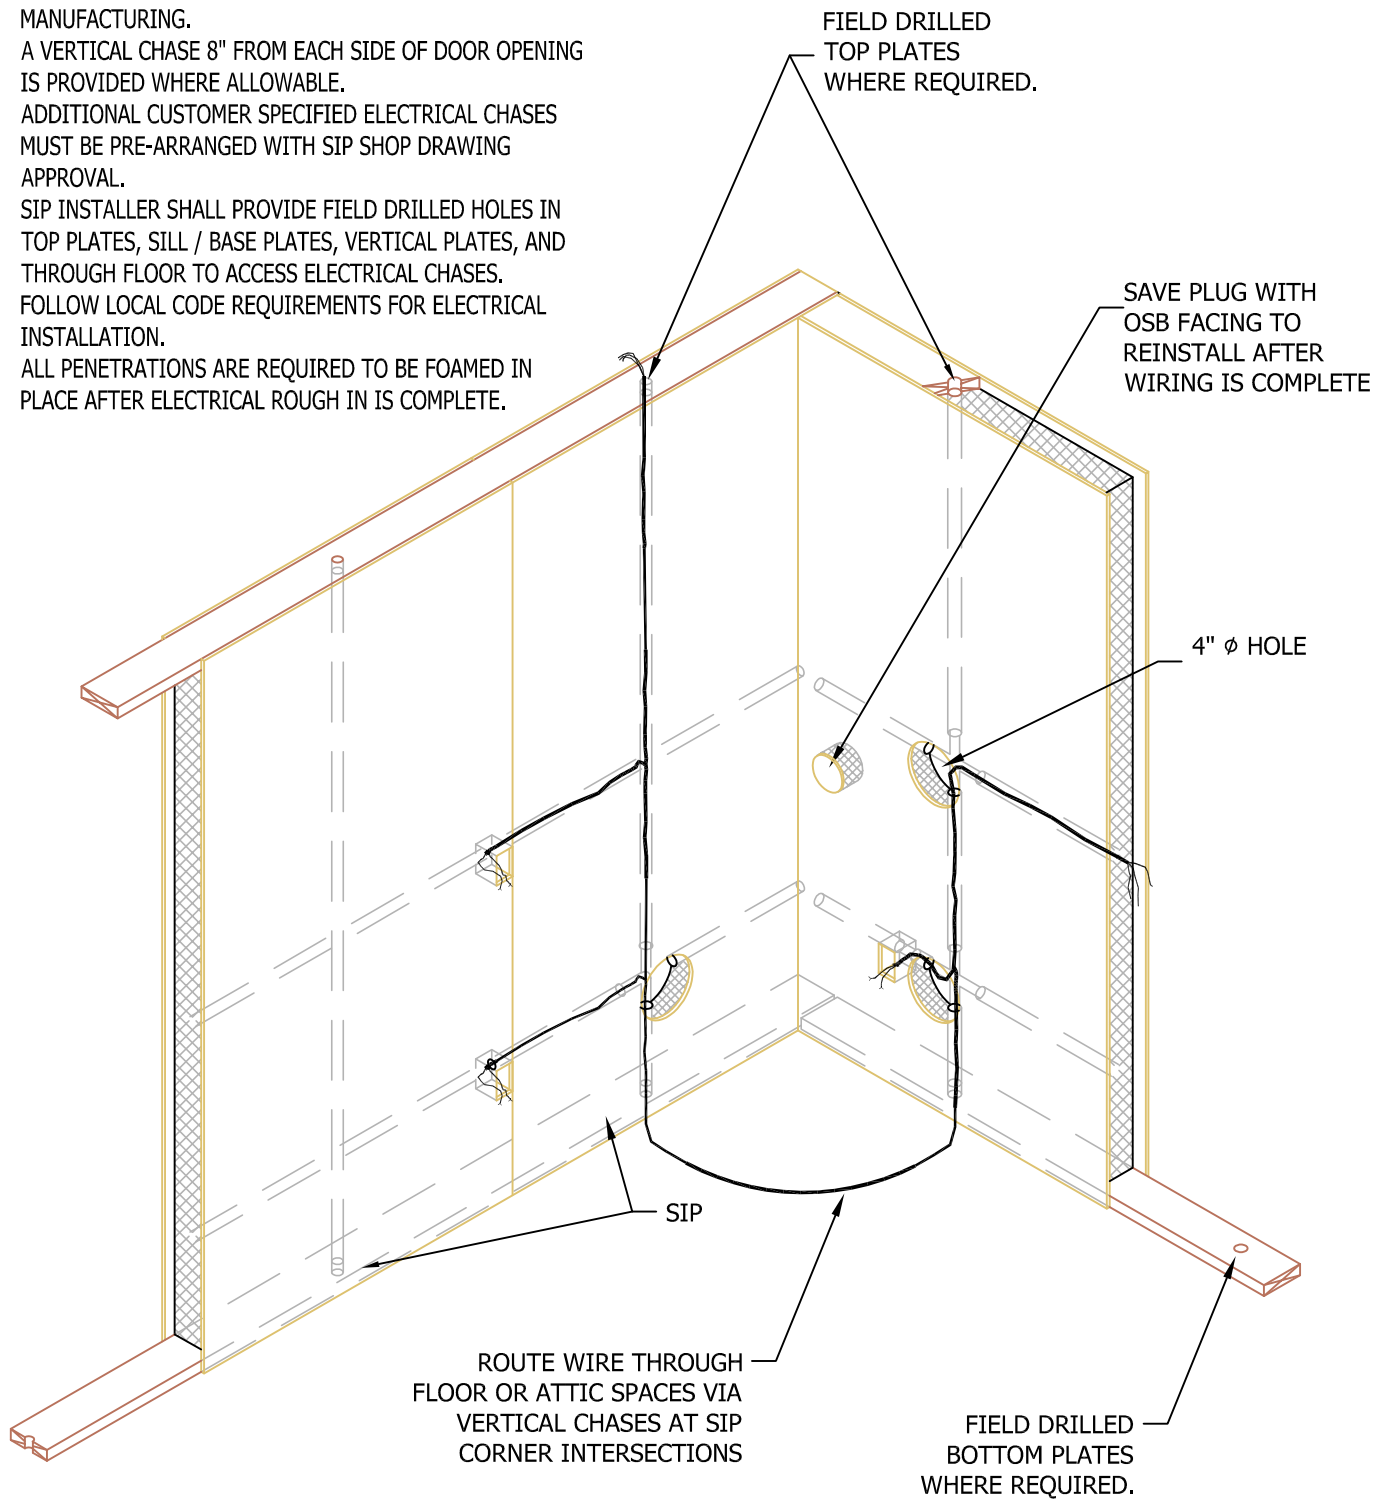 MANUFACTURING.
A VERTICAL CHASE 8" FROM EACH SIDE OF DOOR OPENING
IS PROVIDED WHERE ALLOWABLE.
ADDITIONAL CUSTOMER SPECIFIED ELECTRICAL CHASES
MUST BE PRE-ARRANGED WITH SIP SHOP DRAWING
APPROVAL.
SIP INSTALLER SHALL PROVIDE FIELD DRILLED HOLES IN
TOP PLATES, SILL / BASE PLATES, VERTICAL PLATES, AND
THROUGH FLOOR TO ACCESS ELECTRICAL CHASES.
FOLLOW LOCAL CODE REQUIREMENTS FOR ELECTRICAL
INSTALLATION.
ALL PENETRATIONS ARE REQUIRED TO BE FOAMED IN
PLACE AFTER ELECTRICAL ROUGH IN IS COMPLETE.
FIELD DRILLED
TOP PLATES
WHERE REQUIRED.
SAVE PLUG WITH
OSB FACING TO
REINSTALL AFTER
WIRING IS COMPLETE
4" ⌀ HOLE
SIP
ROUTE WIRE THROUGH
FLOOR OR ATTIC SPACES VIA
VERTICAL CHASES AT SIP
CORNER INTERSECTIONS
FIELD DRILLED
BOTTOM PLATES
WHERE REQUIRED.